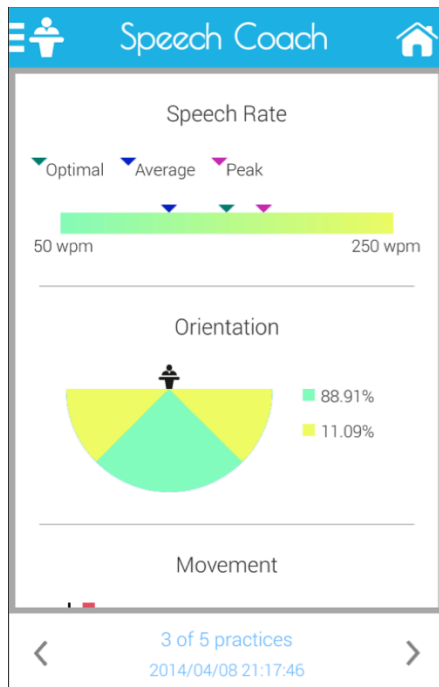 Speech Coach
Speech Rate
Optimal Average Peak
50 wpm 250 wpm
Orientation
88.91%
11.09%
Movement
3 of 5 practices
2014/04/08 21:17:46